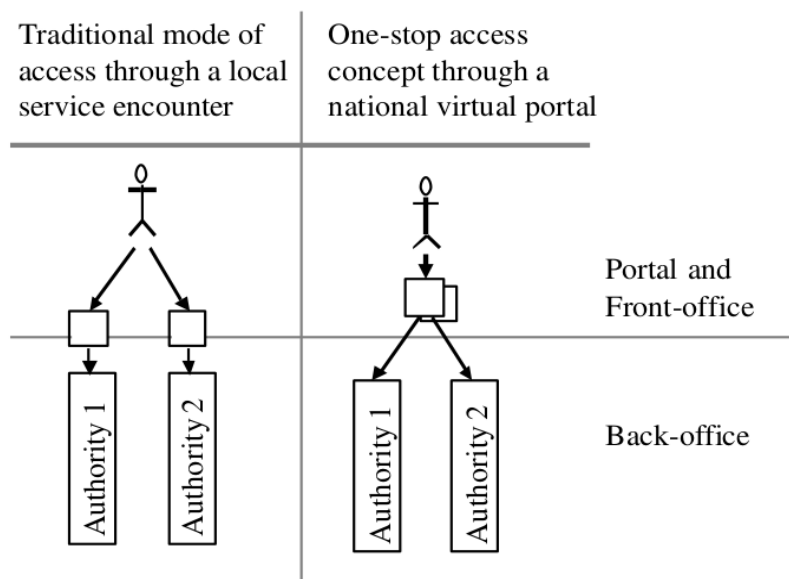 Traditional mode of
access through a local
service encounter
One-stop access
concept through a
national virtual portal
Portal and
Front-office
Authority 1
Authority 2
Authority 1
Authority 2
Back-office